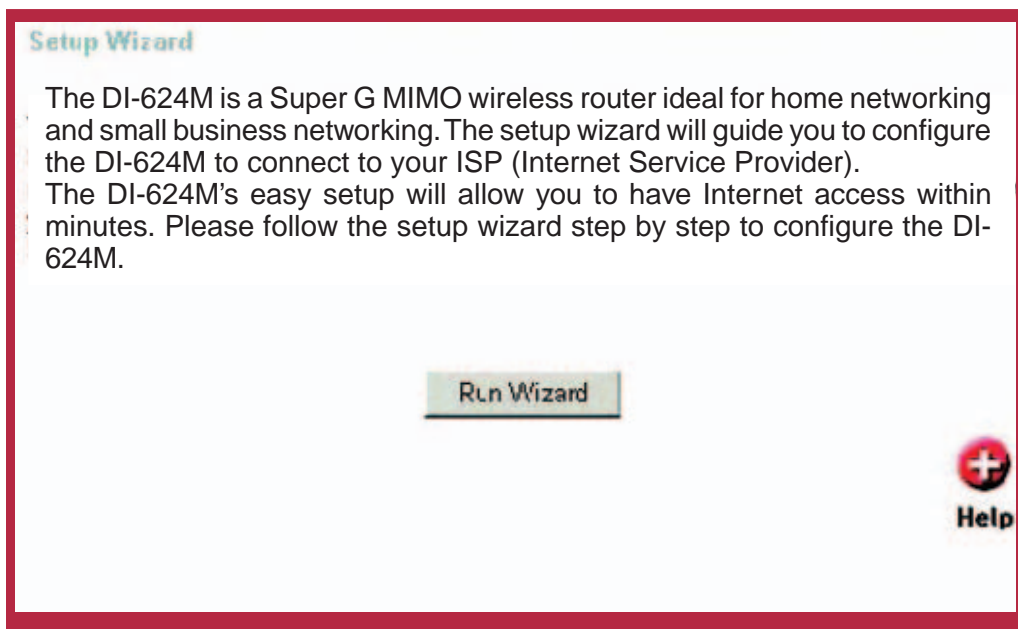 Setup Wizard
The DI-624M is a Super G MIMO wireless router ideal for home networking
and small business networking. The setup wizard will guide you to configure
the DI-624M to connect to your ISP (Internet Service Provider).
The DI-624M's easy setup will allow you to have Internet access within
minutes. Please follow the setup wizard step by step to configure the DI-
624M.
Run Wizard
Help